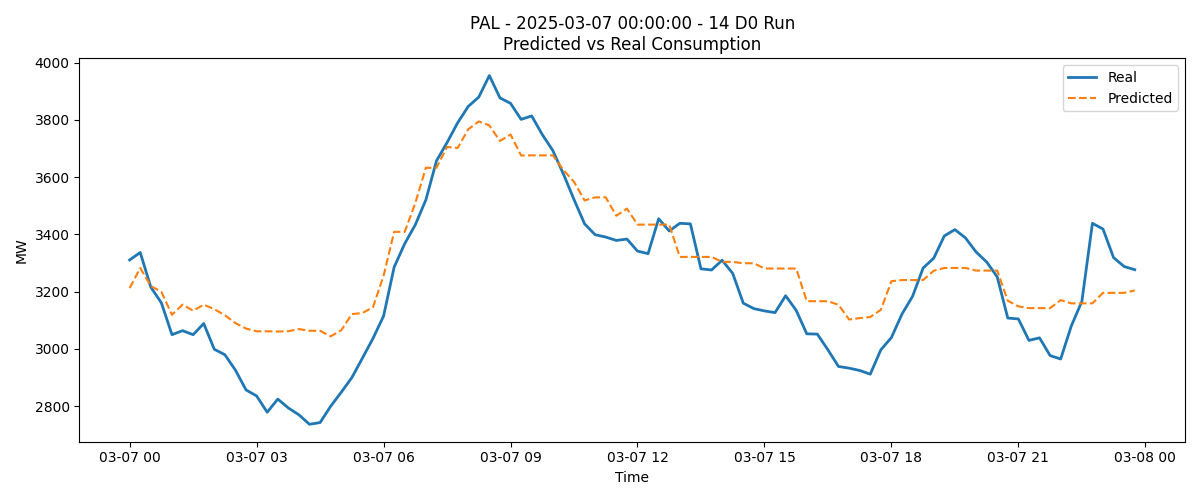 PAL - 2025-03-07 00:00:00 - 14 D0 Run
Predicted vs Real Consumption
Real
Predicted
MW
4000
3800
3600
3400
3200
3000
2800
03-07 00
03-07 03
03-07 06
03-07 09
03-07 12
03-07 15
03-07 18
03-07 21
03-08 00
Time